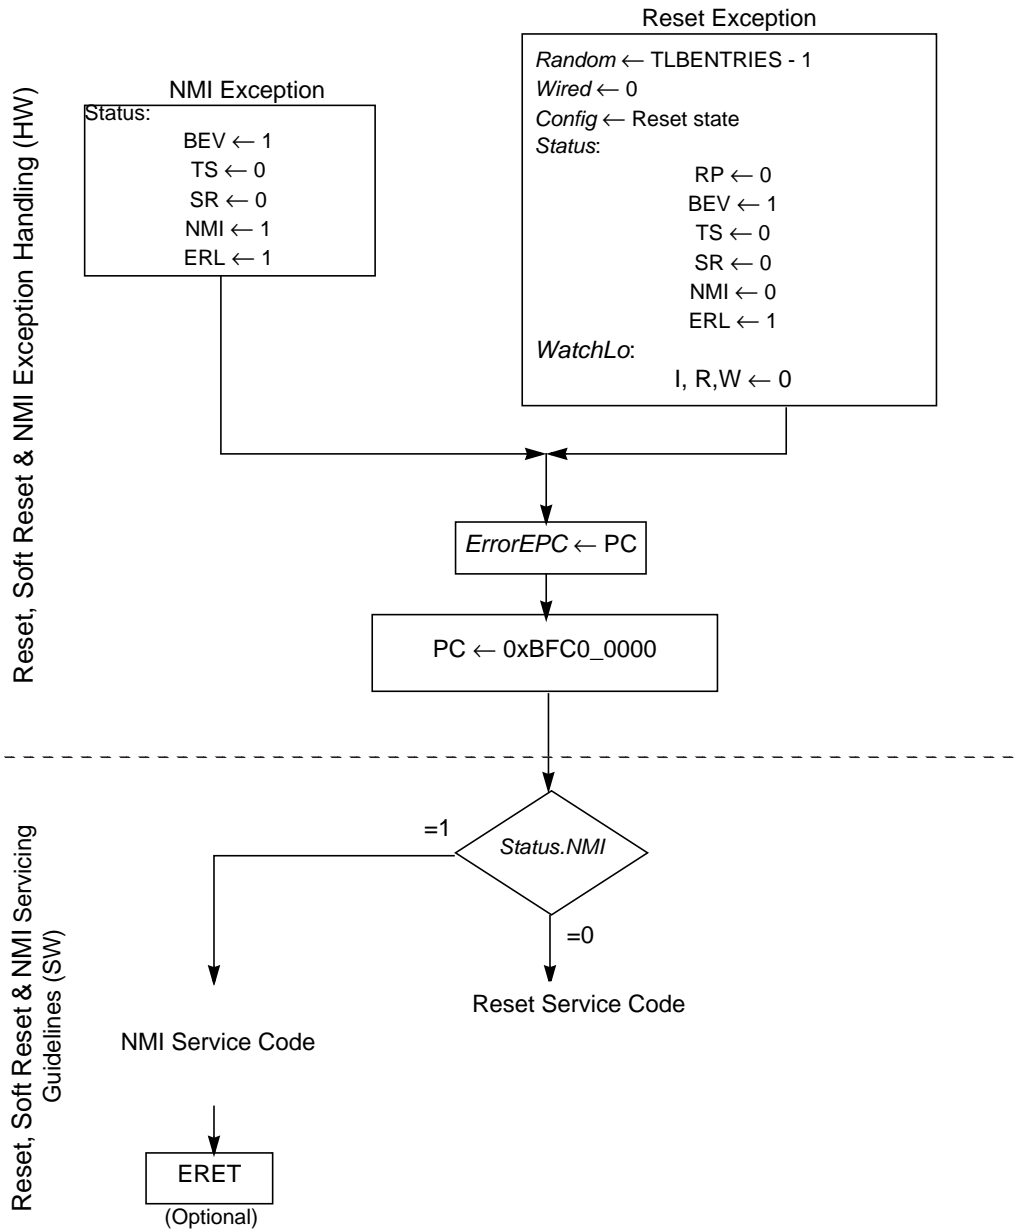 Reset Exception
Random ← TLBENTRIES - 1
Wired ← 0
Config ← Reset state
Status:
RP ← 0
BEV ← 1
TS ← 0
SR ← 0
NMI ← 0
ERL ← 1
WatchLo:
I, R,W ← 0
NMI Exception
Status:
BEV ← 1
TS ← 0
SR ← 0
NMI ← 1
ERL ← 1
Reset, Soft Reset & NMI Exception Handling (HW)
ErrorEPC ← PC
PC ← 0xBFC0_0000
Status.NMI
=1
=0
Reset Service Code
NMI Service Code
ERET
(Optional)
Reset, Soft Reset & NMI Servicing
Guidelines (SW)